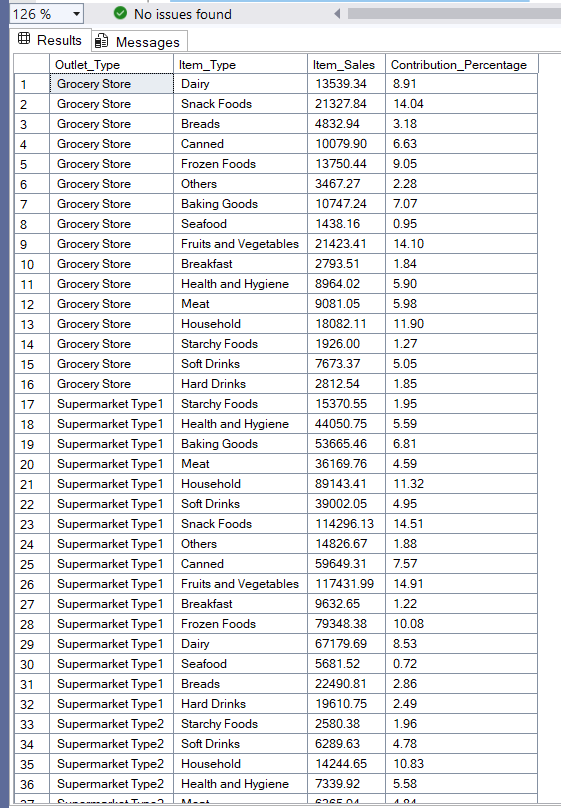 126 % No issues found
Results Messages
Outlet_Type Item_Type Item_Sales Contribution_Percentage
1 Grocery Store Dairy 13539.34 8.91
2 Grocery Store Snack Foods 21327.84 14.04
3 Grocery Store Breads 4832.94 3.18
4 Grocery Store Canned 10079.90 6.63
5 Grocery Store Frozen Foods 13750.44 9.05
6 Grocery Store Others 3467.27 2.28
7 Grocery Store Baking Goods 10747.24 7.07
8 Grocery Store Seafood 1438.16 0.95
9 Grocery Store Fruits and Vegetables 21423.41 14.10
10 Grocery Store Breakfast 2793.51 1.84
11 Grocery Store Health and Hygiene 8964.02 5.90
12 Grocery Store Meat 9081.05 5.98
13 Grocery Store Household 18082.11 11.90
14 Grocery Store Starchy Foods 1926.00 1.27
15 Grocery Store Soft Drinks 7673.37 5.05
16 Grocery Store Hard Drinks 2812.54 1.85
17 Supermarket Type1 Starchy Foods 15370.55 1.95
18 Supermarket Type1 Health and Hygiene 44050.75 5.59
19 Supermarket Type1 Baking Goods 53665.46 6.81
20 Supermarket Type1 Meat 36169.76 4.59
21 Supermarket Type1 Household 89143.41 11.32
22 Supermarket Type1 Soft Drinks 39002.05 4.95
23 Supermarket Type1 Snack Foods 114296.13 14.51
24 Supermarket Type1 Others 14826.67 1.88
25 Supermarket Type1 Canned 59649.31 7.57
26 Supermarket Type1 Fruits and Vegetables 117431.99 14.91
27 Supermarket Type1 Breakfast 9632.65 1.22
28 Supermarket Type1 Frozen Foods 79348.38 10.08
29 Supermarket Type1 Dairy 67179.69 8.53
30 Supermarket Type1 Seafood 5681.52 0.72
31 Supermarket Type1 Breads 22490.81 2.86
32 Supermarket Type1 Hard Drinks 19610.75 2.49
33 Supermarket Type2 Starchy Foods 2580.38 1.96
34 Supermarket Type2 Soft Drinks 6289.63 4.78
35 Supermarket Type2 Household 14244.65 10.83
36 Supermarket Type2 Health and Hygiene 7339.92 5.58
37 Supermarket Type2 Meat